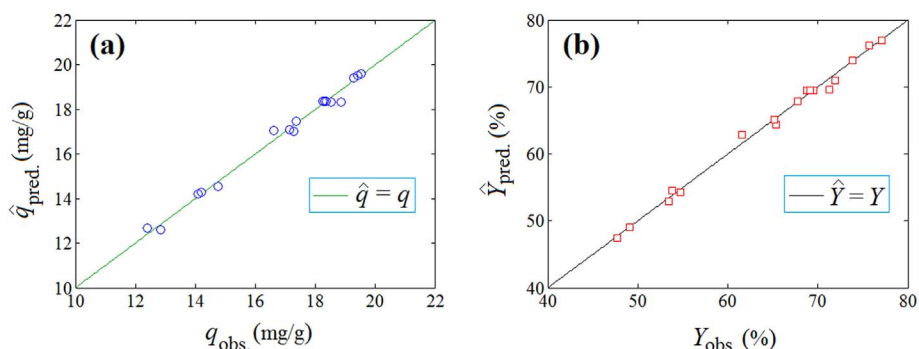 (a)
22
20
18
16
14
12
10
q̂pred. (mg/g)
q̂ = q
10 12 14 16 18 20 22
qobs. (mg/g)
(b)
80
70
60
50
40
Ŷpred. (%)
Ŷ = Y
40 50 60 70 80
Yobs. (%)